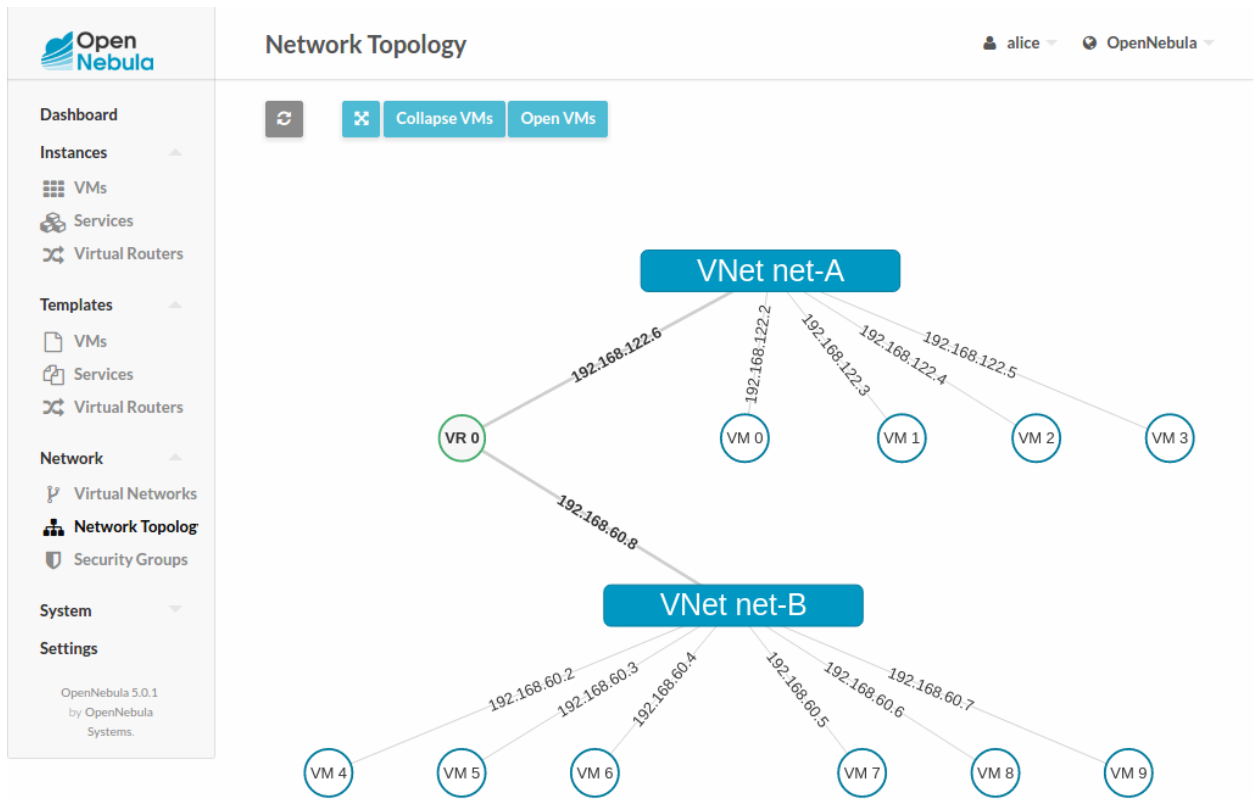 Open
Nebula
Network Topology
alice
OpenNebula
Dashboard
Instances
VMs
Services
Virtual Routers
Templates
VMs
Services
Virtual Routers
Network
Virtual Networks
Network Topolog
Security Groups
System
Settings
OpenNebula 5.0.1
by OpenNebula
Systems.
Collapse VMs
Open VMs
VNet net-A
192.168.122.6
192.168.122.2
192.168.122.3
192.168.122.4
192.168.122.5
VR 0
VM 0
VM 1
VM 2
VM 3
192.168.60.8
VNet net-B
192.168.60.2
192.168.60.3
192.168.60.4
192.168.60.5
192.168.60.6
192.168.60.7
VM 4
VM 5
VM 6
VM 7
VM 8
VM 9